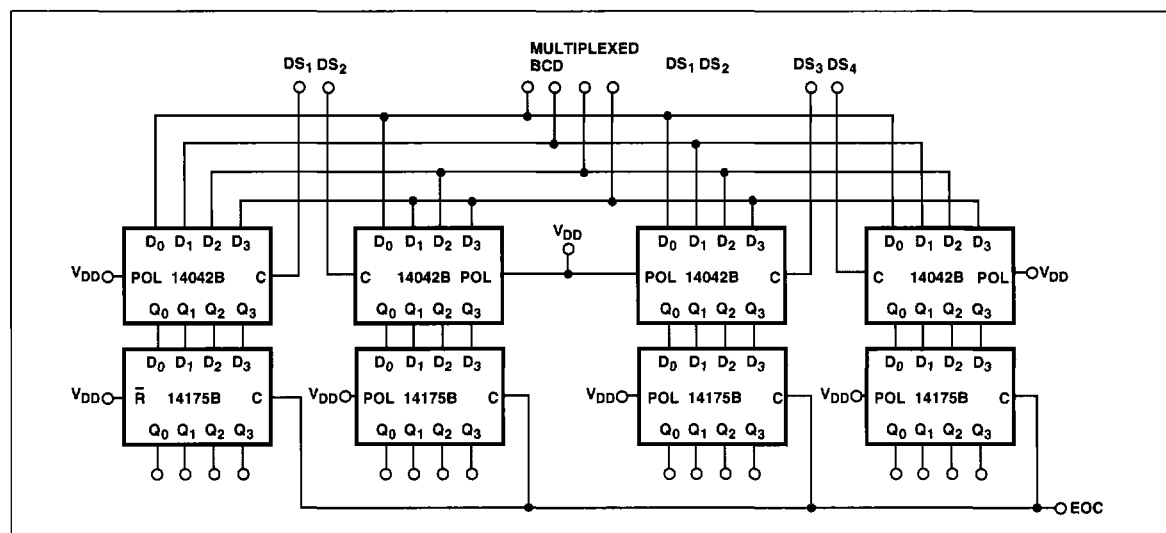 MULTIPLEXED
BCD
DS1 DS2
DS1 DS2
DS3 DS4
D0 D1 D2 D3
D0 D1 D2 D3
D0 D1 D2 D3
D0 D1 D2 D3
VDD
VDD POL 14042B C
C 14042B POL
POL 14042B C
C 14042B POL VDD
Q0 Q1 Q2 Q3
Q0 Q1 Q2 Q3
Q0 Q1 Q2 Q3
Q0 Q1 Q2 Q3
D0 D1 D2 D3
D0 D1 D2 D3
D0 D1 D2 D3
D0 D1 D2 D3
VDD R̅ 14175B C
VDD POL 14175B C
VDD POL 14175B C
VDD POL 14175B C
Q0 Q1 Q2 Q3
Q0 Q1 Q2 Q3
Q0 Q1 Q2 Q3
Q0 Q1 Q2 Q3
EOC